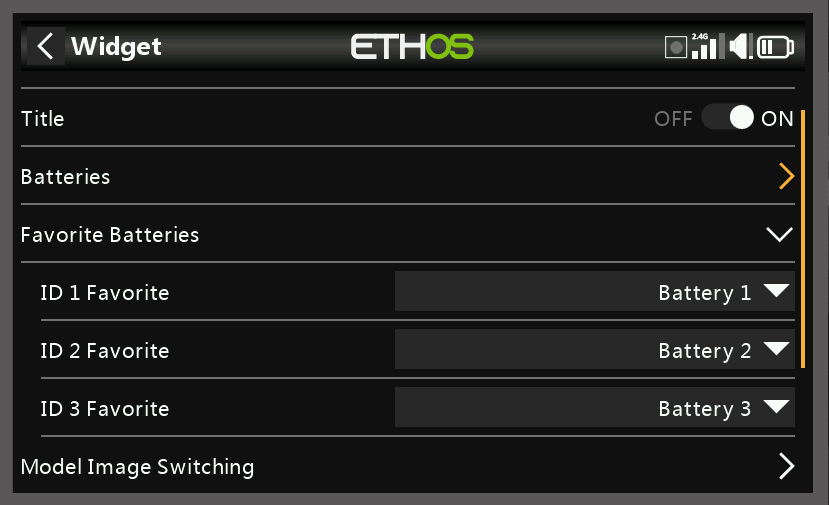 Widget
ETHOS
2.4G
Title
OFF
ON
Batteries
Favorite Batteries
ID 1 Favorite
Battery 1
ID 2 Favorite
Battery 2
ID 3 Favorite
Battery 3
Model Image Switching